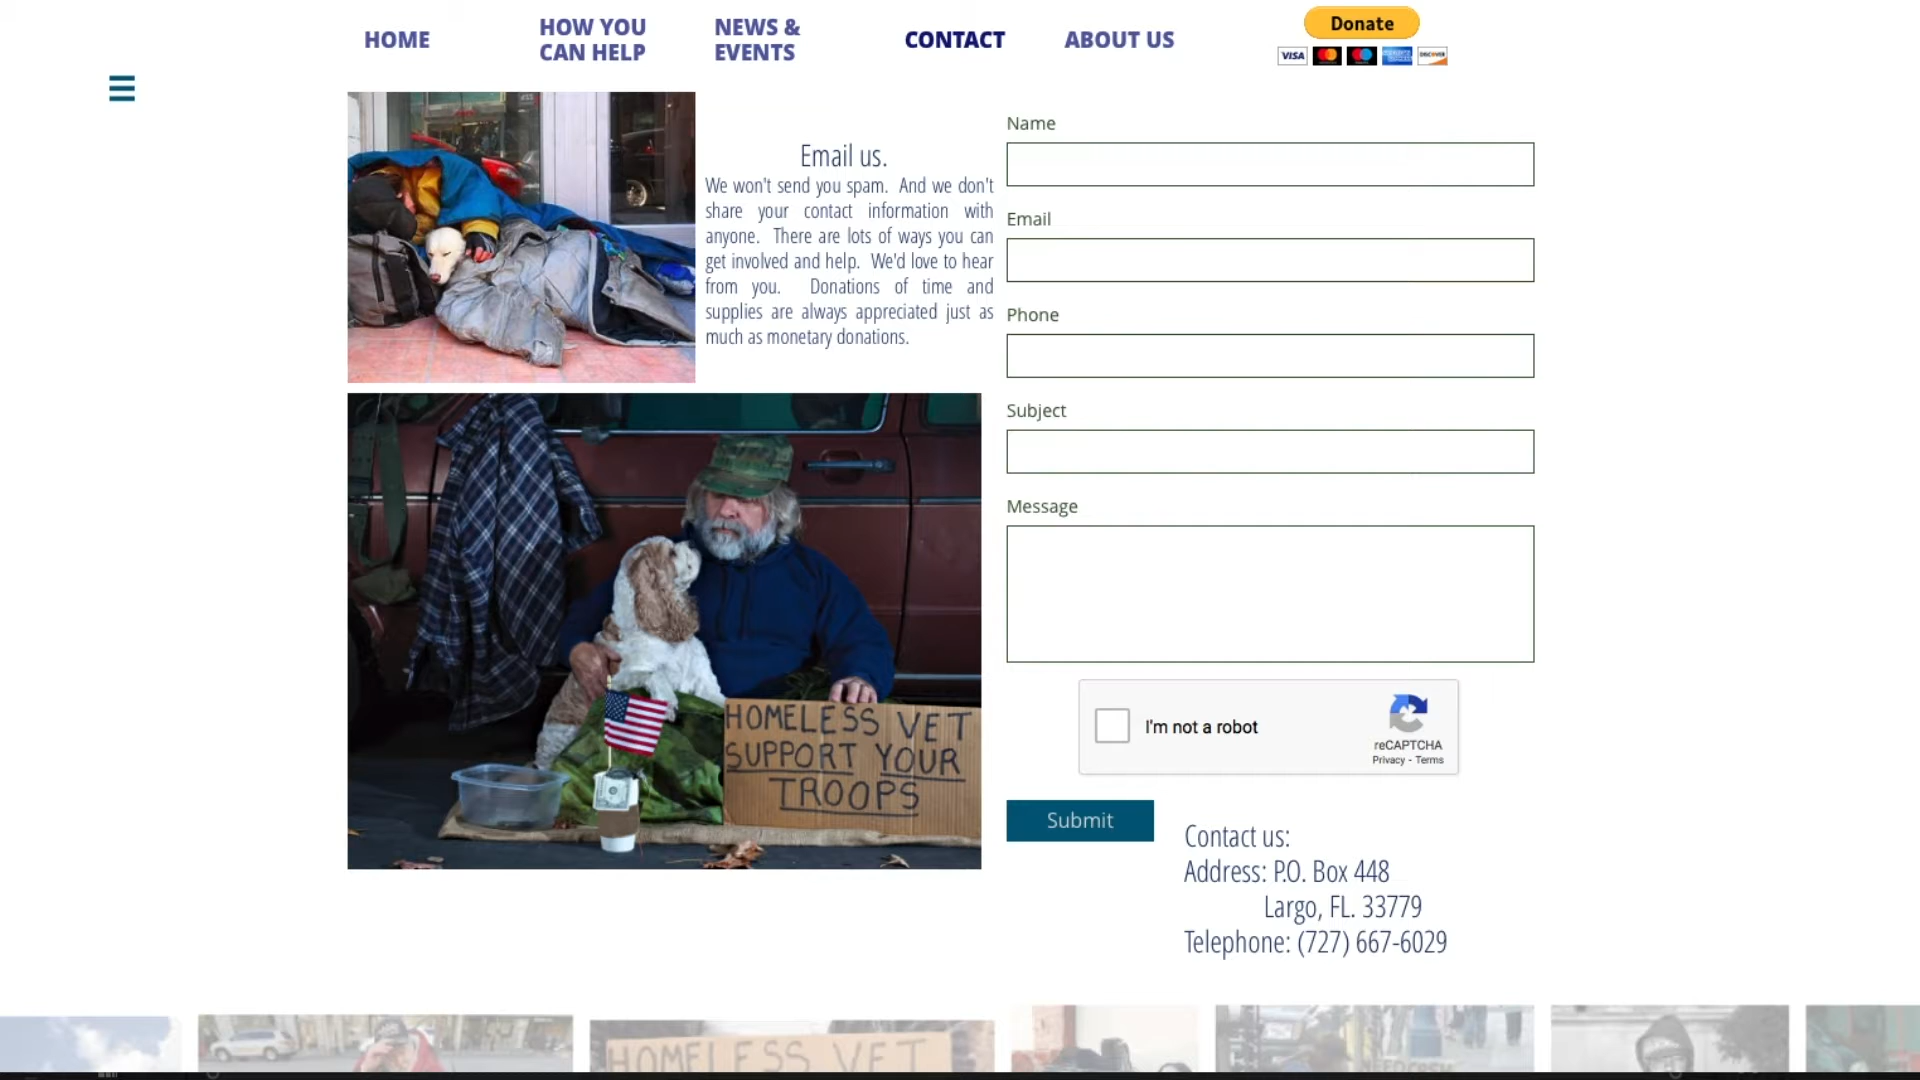 HOME
HOW YOU
CAN HELP
NEWS &
EVENTS
CONTACT
ABOUT US
Donate
VISA
DISCOVER
Email us.
We won't send you spam. And we don't
share your contact information with
anyone. There are lots of ways you can
get involved and help. We'd love to hear
from you. Donations of time and
supplies are always appreciated just as
much as monetary donations.
HOMELESS VET
SUPPORT YOUR
TROOPS
Name
Email
Phone
Subject
Message
I'm not a robot
reCAPTCHA
Privacy - Terms
Submit
Contact us:
Address: P.O. Box 448
Largo, FL. 33779
Telephone: (727) 667-6029
HOMELESS VET